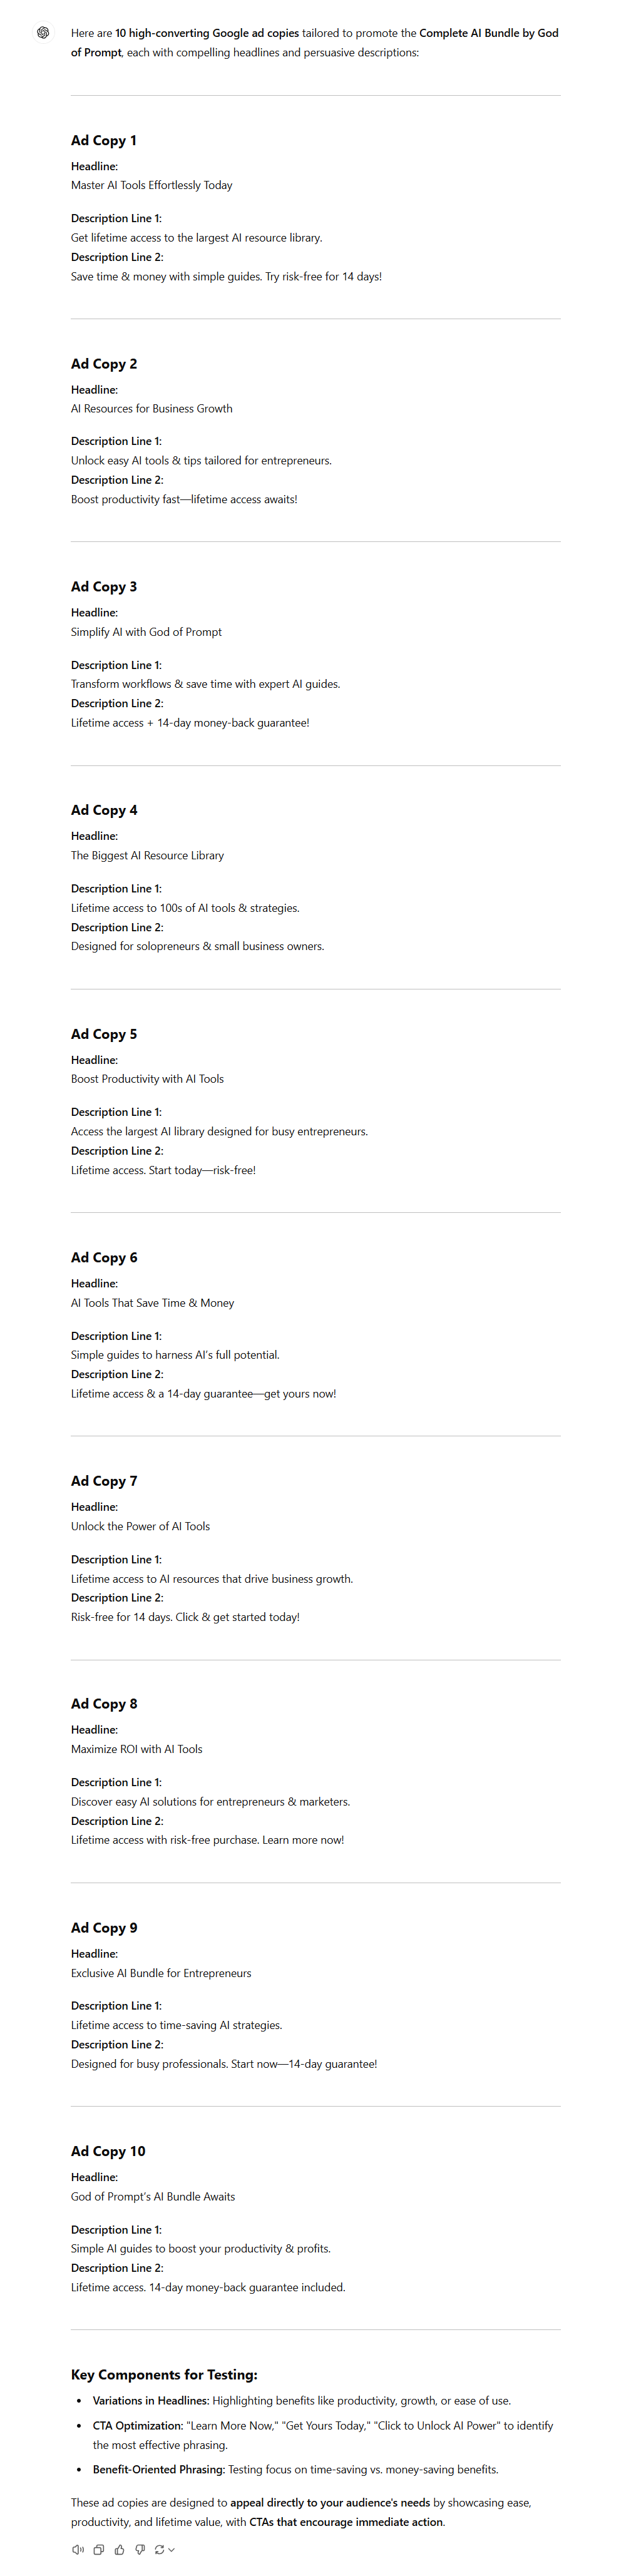 Here are 10 high-converting Google ad copies tailored to promote the Complete AI Bundle by God
of Prompt, each with compelling headlines and persuasive descriptions:
Ad Copy 1
Headline:
Master AI Tools Effortlessly Today
Description Line 1:
Get lifetime access to the largest AI resource library.
Description Line 2:
Save time & money with simple guides. Try risk-free for 14 days!
Ad Copy 2
Headline:
AI Resources for Business Growth
Description Line 1:
Unlock easy AI tools & tips tailored for entrepreneurs.
Description Line 2:
Boost productivity fast—lifetime access awaits!
Ad Copy 3
Headline:
Simplify AI with God of Prompt
Description Line 1:
Transform workflows & save time with expert AI guides.
Description Line 2:
Lifetime access + 14-day money-back guarantee!
Ad Copy 4
Headline:
The Biggest AI Resource Library
Description Line 1:
Lifetime access to 100s of AI tools & strategies.
Description Line 2:
Designed for solopreneurs & small business owners.
Ad Copy 5
Headline:
Boost Productivity with AI Tools
Description Line 1:
Access the largest AI library designed for busy entrepreneurs.
Description Line 2:
Lifetime access. Start today—risk-free!
Ad Copy 6
Headline:
AI Tools That Save Time & Money
Description Line 1:
Simple guides to harness AI's full potential.
Description Line 2:
Lifetime access & a 14-day guarantee—get yours now!
Ad Copy 7
Headline:
Unlock the Power of AI Tools
Description Line 1:
Lifetime access to AI resources that drive business growth.
Description Line 2:
Risk-free for 14 days. Click & get started today!
Ad Copy 8
Headline:
Maximize ROI with AI Tools
Description Line 1:
Discover easy AI solutions for entrepreneurs & marketers.
Description Line 2:
Lifetime access with risk-free purchase. Learn more now!
Ad Copy 9
Headline:
Exclusive AI Bundle for Entrepreneurs
Description Line 1:
Lifetime access to time-saving AI strategies.
Description Line 2:
Designed for busy professionals. Start now—14-day guarantee!
Ad Copy 10
Headline:
God of Prompt's AI Bundle Awaits
Description Line 1:
Simple AI guides to boost your productivity & profits.
Description Line 2:
Lifetime access. 14-day money-back guarantee included.
Key Components for Testing:
• Variations in Headlines: Highlighting benefits like productivity, growth, or ease of use.
• CTA Optimization: "Learn More Now," "Get Yours Today," "Click to Unlock AI Power" to identify
the most effective phrasing.
• Benefit-Oriented Phrasing: Testing focus on time-saving vs. money-saving benefits.
These ad copies are designed to appeal directly to your audience's needs by showcasing ease,
productivity, and lifetime value, with CTAs that encourage immediate action.